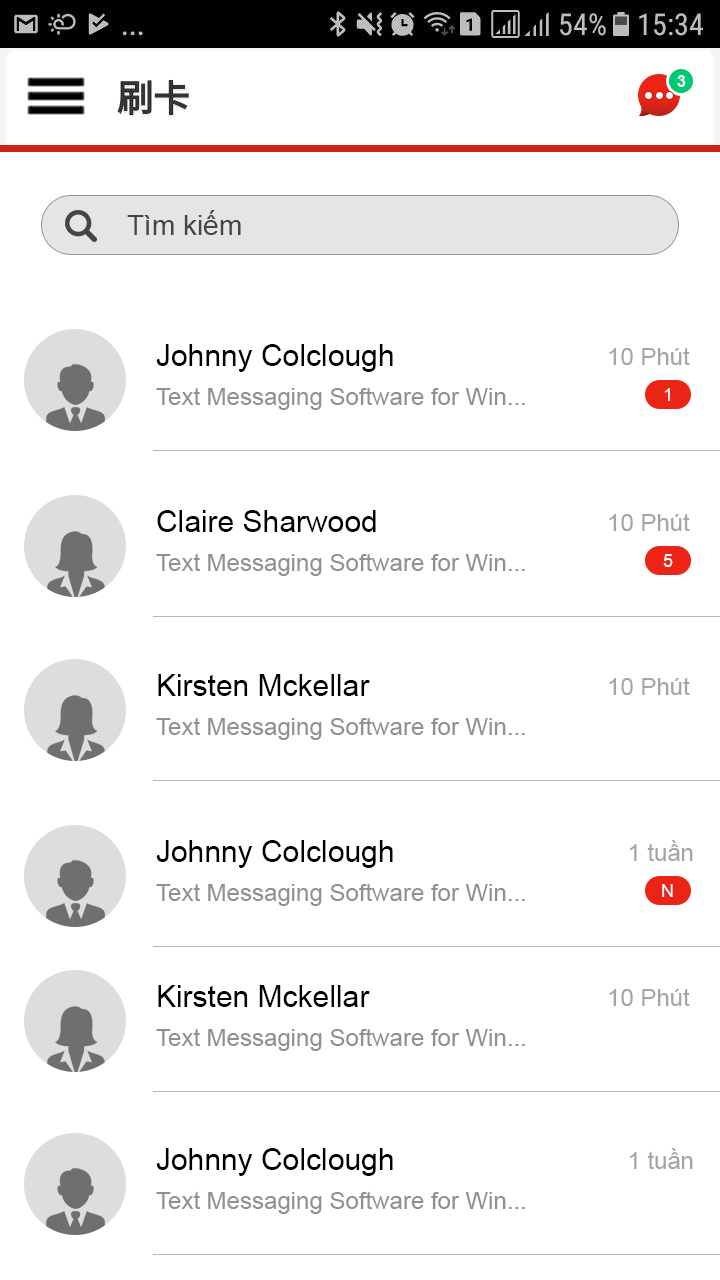 ... 1 54% 15:34
刷卡 3
Tìm kiếm
Johnny Colclough 10 Phút
Text Messaging Software for Win... 1
Claire Sharwood 10 Phút
Text Messaging Software for Win... 5
Kirsten Mckellar 10 Phút
Text Messaging Software for Win...
Johnny Colclough 1 tuần
Text Messaging Software for Win... N
Kirsten Mckellar 10 Phút
Text Messaging Software for Win...
Johnny Colclough 1 tuần
Text Messaging Software for Win...